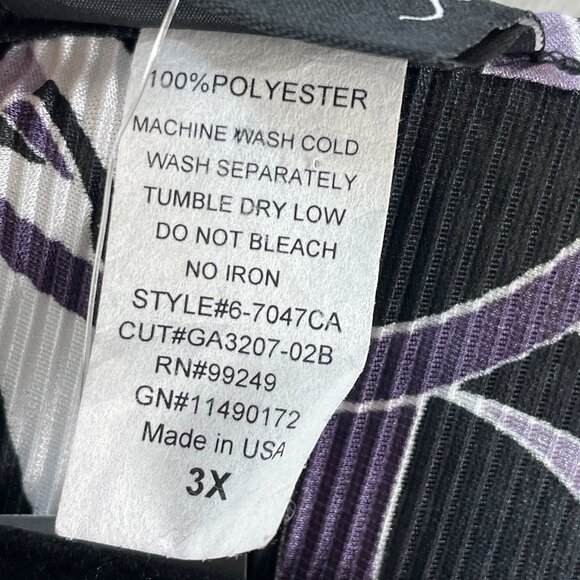 100%POLYESTER
MACHINE WASH COLD
WASH SEPARATELY
TUMBLE DRY LOW
DO NOT BLEACH
NO IRON
STYLE#6-7047CA
CUT#GA3207-02B
RN#99249
GN#11490172
Made in USA
3X